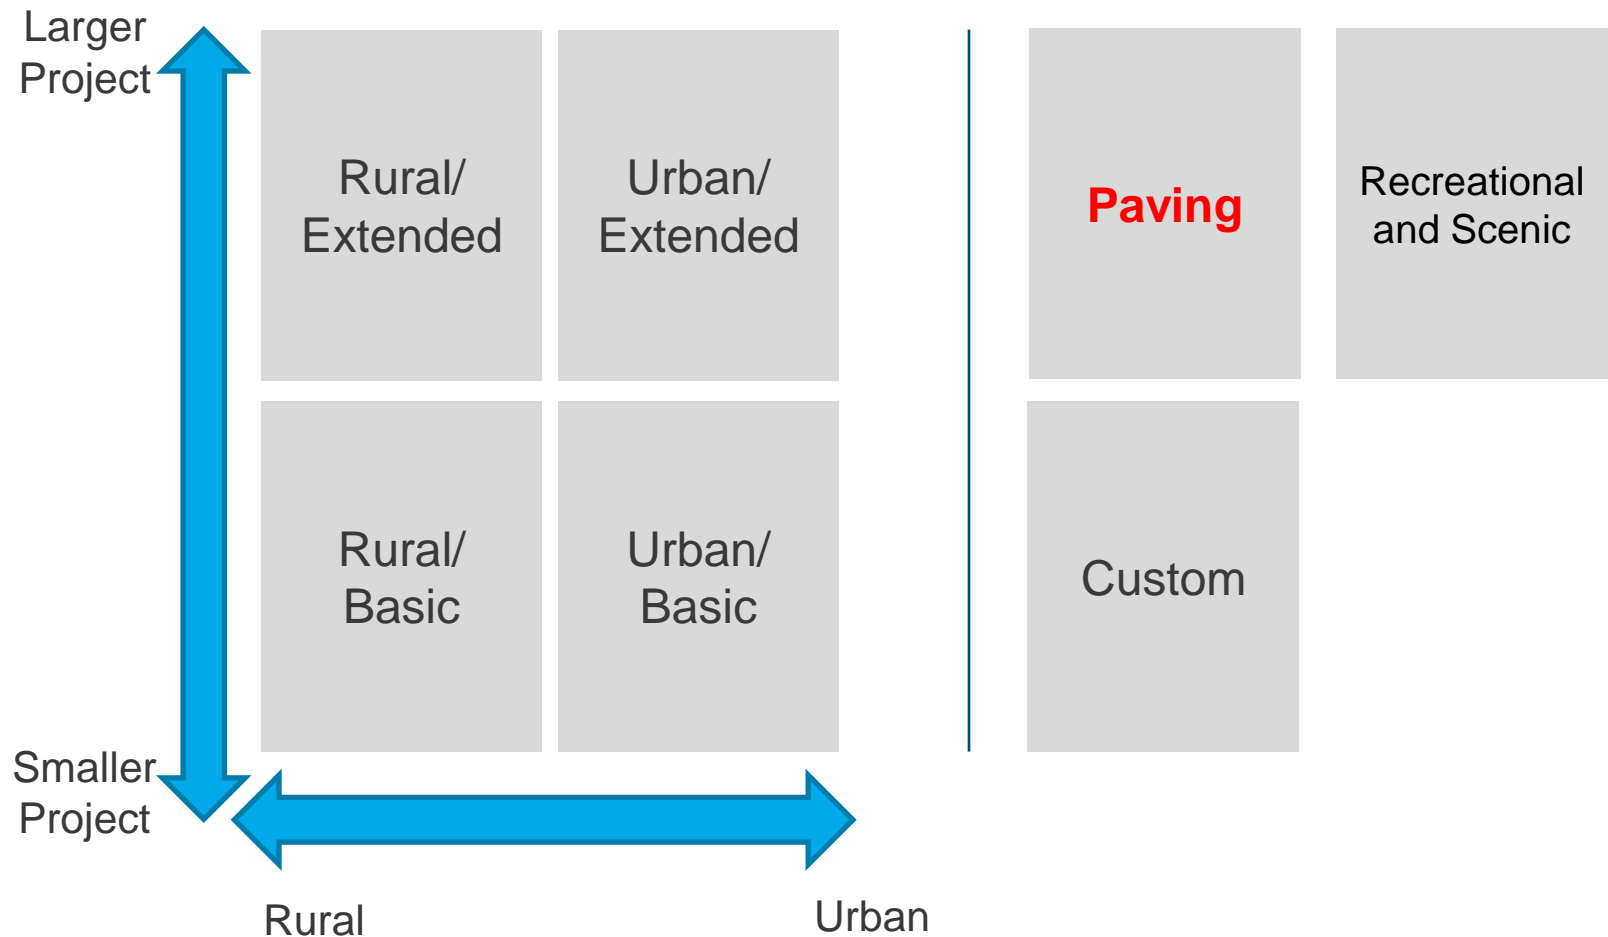 Larger
Project
Rural/
Extended
Urban/
Extended
Paving
Recreational
and Scenic
Rural/
Basic
Urban/
Basic
Custom
Smaller
Project
Rural
Urban